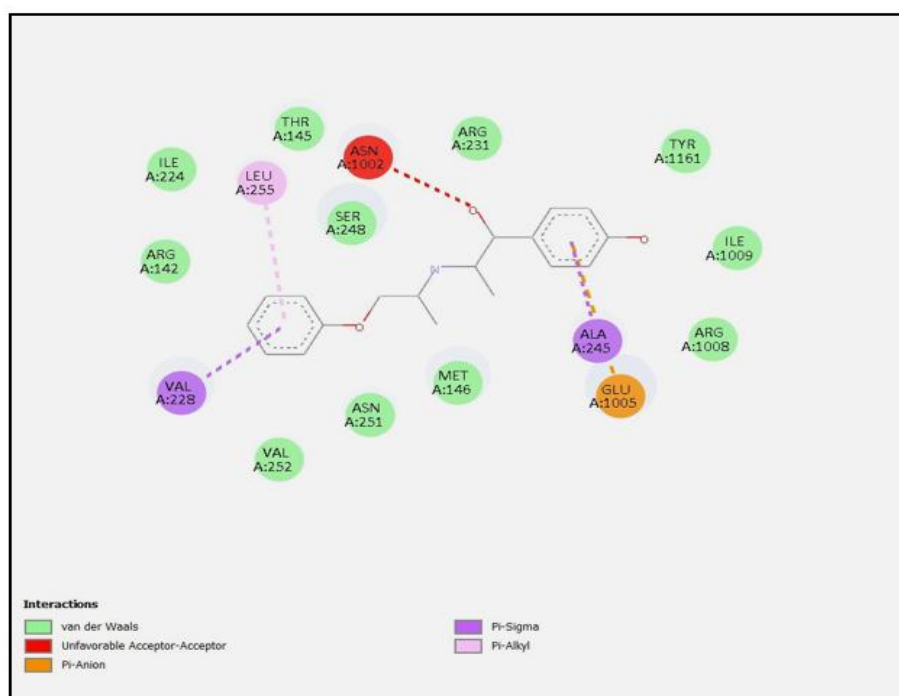 THR
A:145
ASN
A:1002
ARG
A:231
TYR
A:1161
ILE
A:224
LEU
A:255
SER
A:248
ARG
A:142
ILE
A:1009
O
N
O
O
ALA
A:245
ARG
A:1008
MET
A:146
GLU
A:1005
VAL
A:228
ASN
A:251
VAL
A:252
Interactions
van der Waals
Unfavorable Acceptor-Acceptor
Pi-Anion
Pi-Sigma
Pi-Alkyl